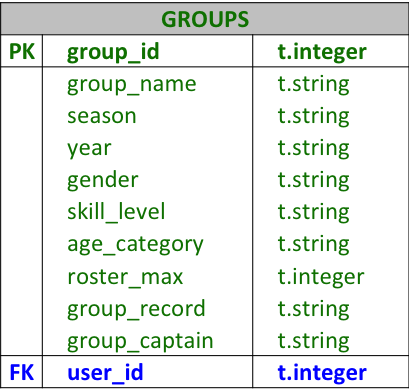 GROUPS
PK group_id t.integer
group_name t.string
season t.string
year t.string
gender t.string
skill_level t.string
age_category t.string
roster_max t.integer
group_record t.string
group_captain t.string
FK user_id t.integer